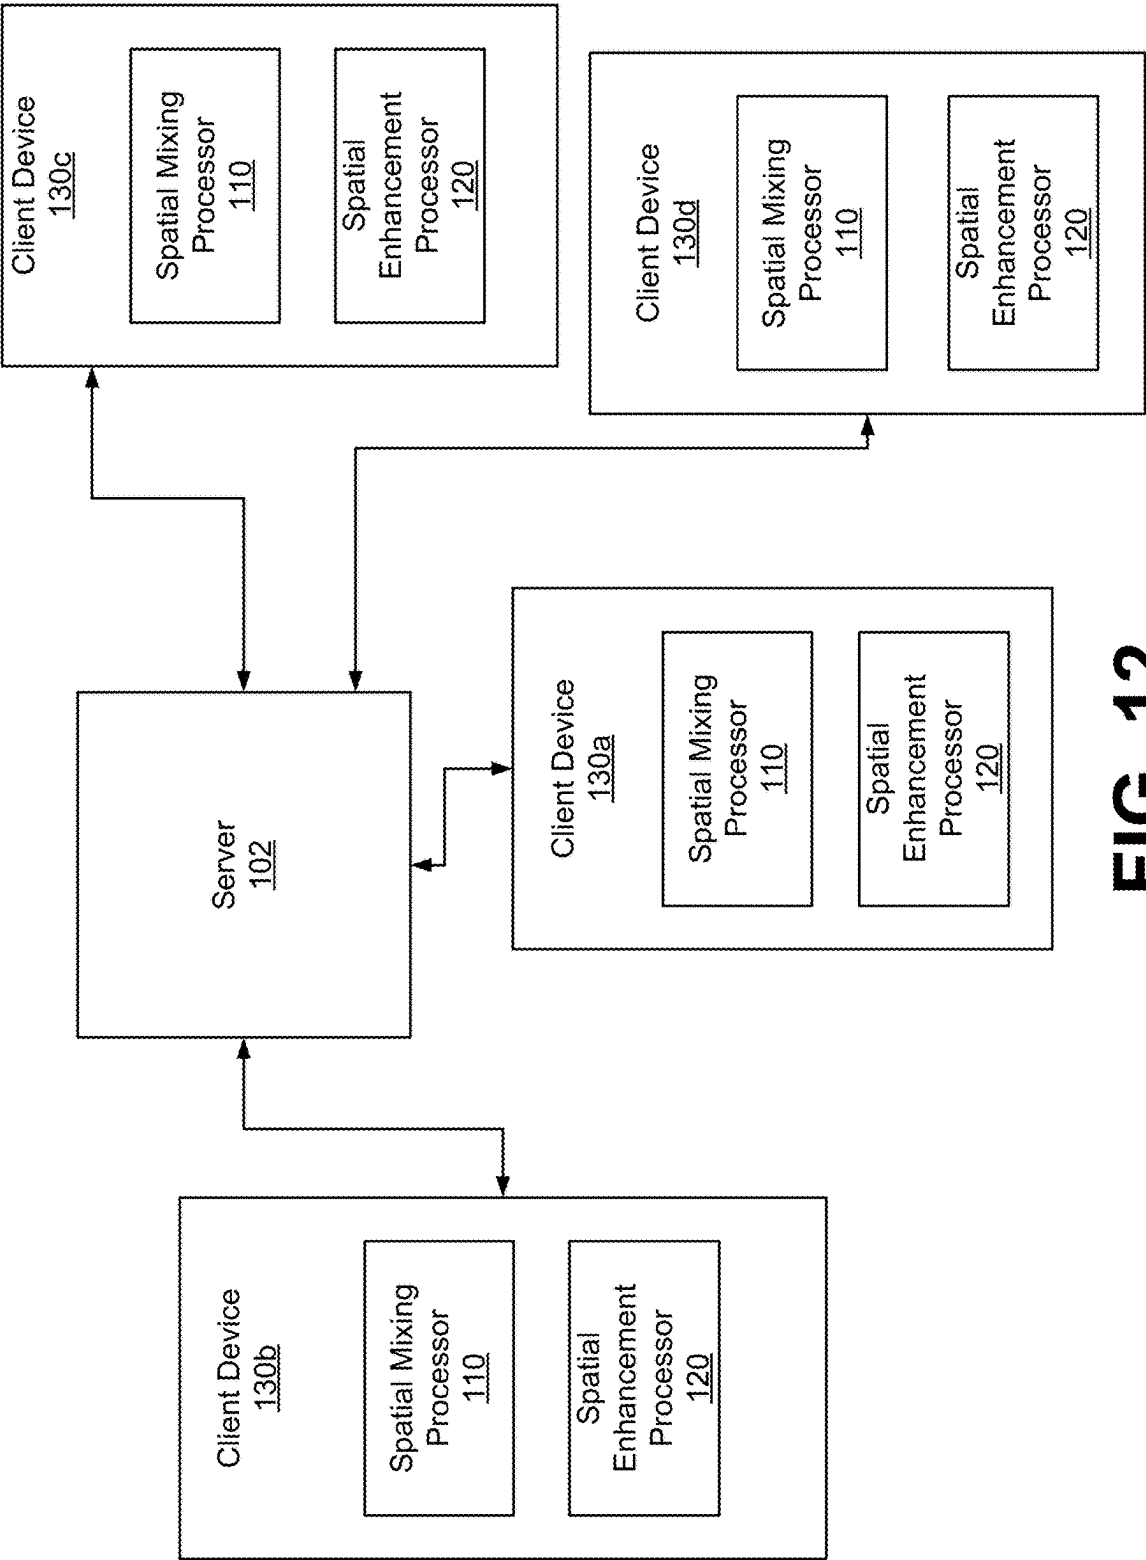 Client Device
130b
Spatial Mixing
Processor
110
Spatial
Enhancement
Processor
120
Server
102
Client Device
130a
Spatial Mixing
Processor
110
Spatial
Enhancement
Processor
120
Client Device
130c
Spatial Mixing
Processor
110
Spatial
Enhancement
Processor
120
Client Device
130d
Spatial Mixing
Processor
110
Spatial
Enhancement
Processor
120
FIG. 12